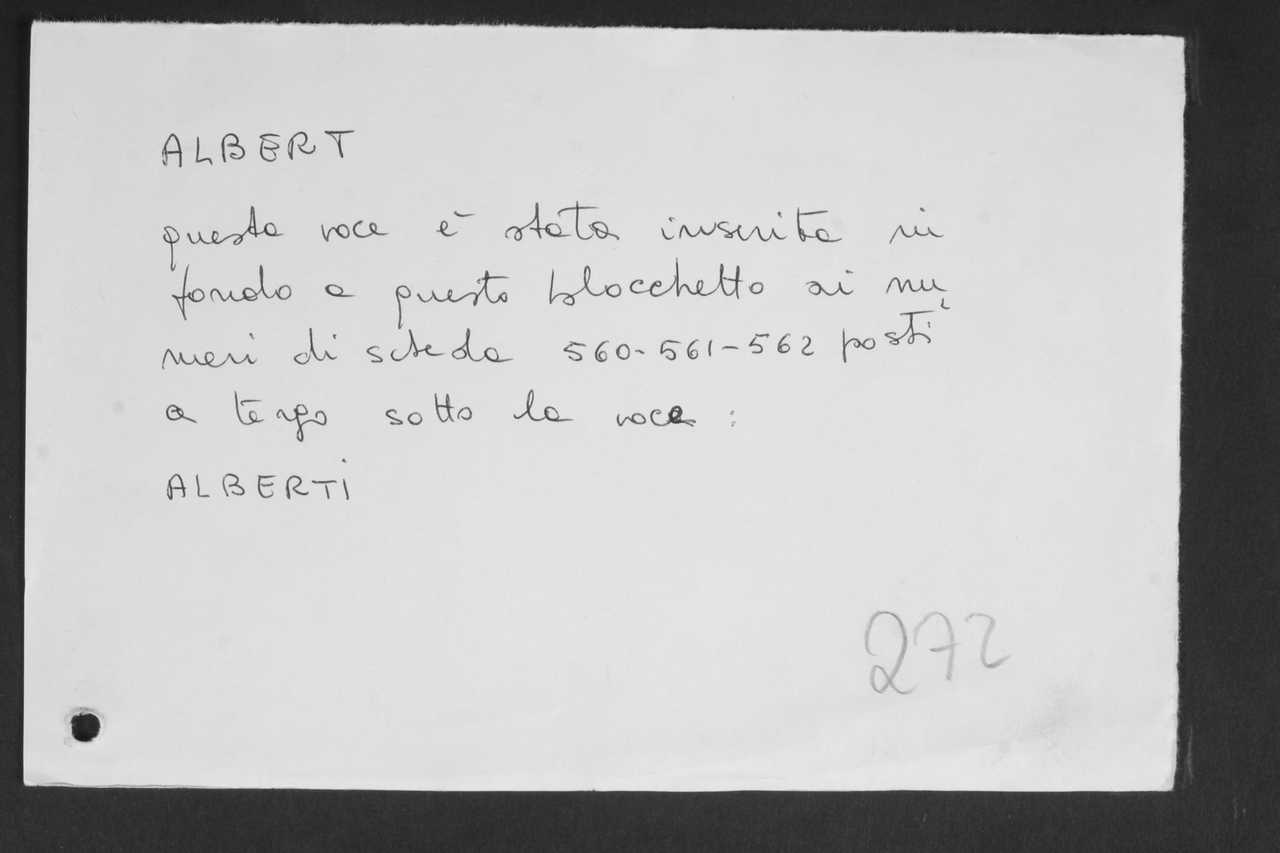 ALBERT
questa voce è stata inserita in
fondo a questo blocchetto ai nu
meri di scheda 560-561-562 posti
a tergo sotto la voce :
ALBERTI
272